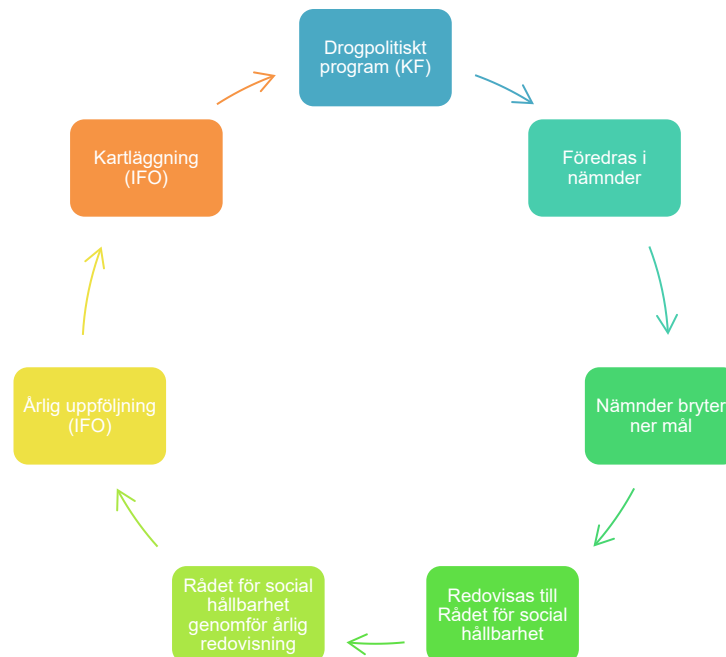 Drogpolitiskt
program (KF)
Föredras i
nämnder
Nämnder bryter
ner mål
Redovisas till
Rådet för social
hållbarhet
Rådet för social
hållbarhet
genomför årlig
redovisning
Årlig uppföljning
(IFO)
Kartläggning
(IFO)